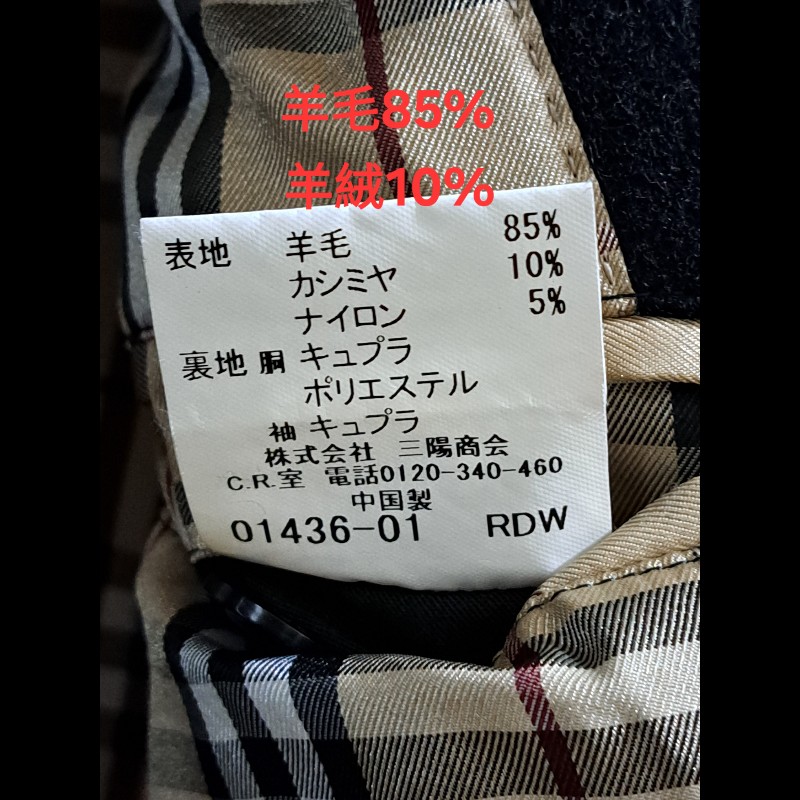 羊毛85%
羊絨10%
表地 羊毛 85%
カシミヤ 10%
ナイロン 5%
裏地 胴 キュプラ
ポリエステル
袖 キュプラ
株式会社 三陽商会
C.R.室 電話0120-340-460
中国製
01436-01 RDW